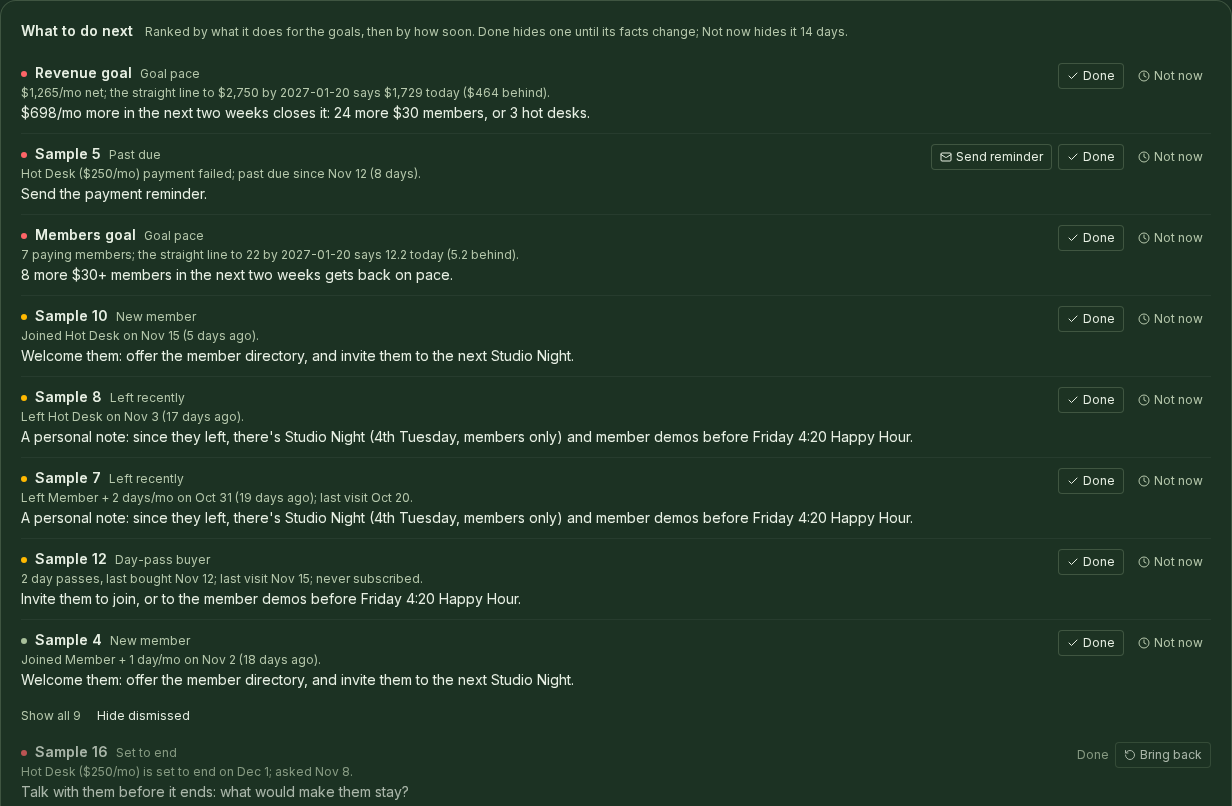 What to do next Ranked by what it does for the goals, then by how soon. Done hides one until its facts change; Not now hides it 14 days.
Revenue goal Goal pace Done Not now
$1,265/mo net; the straight line to $2,750 by 2027-01-20 says $1,729 today ($464 behind).
$698/mo more in the next two weeks closes it: 24 more $30 members, or 3 hot desks.
Sample 5 Past due Send reminder Done Not now
Hot Desk ($250/mo) payment failed; past due since Nov 12 (8 days).
Send the payment reminder.
Members goal Goal pace Done Not now
7 paying members; the straight line to 22 by 2027-01-20 says 12.2 today (5.2 behind).
8 more $30+ members in the next two weeks gets back on pace.
Sample 10 New member Done Not now
Joined Hot Desk on Nov 15 (5 days ago).
Welcome them: offer the member directory, and invite them to the next Studio Night.
Sample 8 Left recently Done Not now
Left Hot Desk on Nov 3 (17 days ago).
A personal note: since they left, there's Studio Night (4th Tuesday, members only) and member demos before Friday 4:20 Happy Hour.
Sample 7 Left recently Done Not now
Left Member + 2 days/mo on Oct 31 (19 days ago); last visit Oct 20.
A personal note: since they left, there's Studio Night (4th Tuesday, members only) and member demos before Friday 4:20 Happy Hour.
Sample 12 Day-pass buyer Done Not now
2 day passes, last bought Nov 12; last visit Nov 15; never subscribed.
Invite them to join, or to the member demos before Friday 4:20 Happy Hour.
Sample 4 New member Done Not now
Joined Member + 1 day/mo on Nov 2 (18 days ago).
Welcome them: offer the member directory, and invite them to the next Studio Night.
Show all 9 Hide dismissed
Sample 16 Set to end Done Bring back
Hot Desk ($250/mo) is set to end on Dec 1; asked Nov 8.
Talk with them before it ends: what would make them stay?